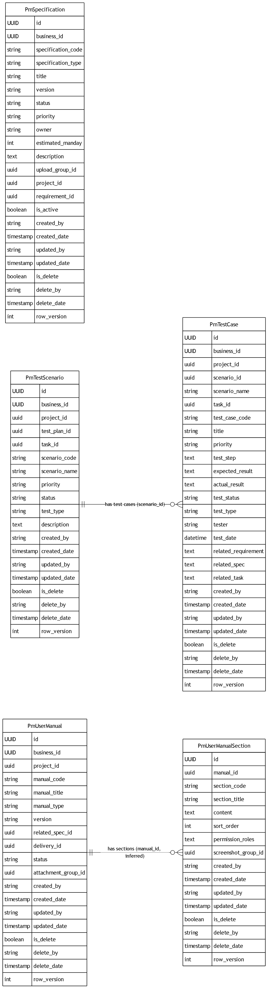 PmSpecification
UUID id
UUID business_id
string specification_code
string specification_type
string title
string version
string status
string priority
string owner
int estimated_manday
text description
uuid upload_group_id
uuid project_id
uuid requirement_id
boolean is_active
string created_by
timestamp created_date
string updated_by
timestamp updated_date
boolean is_delete
string delete_by
timestamp delete_date
int row_version
PmTestScenario
UUID id
UUID business_id
uuid project_id
uuid test_plan_id
uuid task_id
string scenario_code
string scenario_name
string priority
string status
string test_type
text description
string created_by
timestamp created_date
string updated_by
timestamp updated_date
boolean is_delete
string delete_by
timestamp delete_date
int row_version
has test cases (scenario_id)
PmTestCase
UUID id
UUID business_id
uuid project_id
uuid scenario_id
string scenario_name
uuid task_id
string test_case_code
string title
string priority
text test_step
text expected_result
text actual_result
string test_status
string test_type
string tester
datetime test_date
text related_requirement
text related_spec
text related_task
string created_by
timestamp created_date
string updated_by
timestamp updated_date
boolean is_delete
string delete_by
timestamp delete_date
int row_version
PmUserManual
UUID id
UUID business_id
uuid project_id
string manual_code
string manual_title
string manual_type
string version
uuid related_spec_id
uuid delivery_id
string status
uuid attachment_group_id
string created_by
timestamp created_date
string updated_by
timestamp updated_date
boolean is_delete
string delete_by
timestamp delete_date
int row_version
has sections (manual_id,
inferred)
PmUserManualSection
UUID id
uuid manual_id
string section_code
string section_title
text content
int sort_order
text permission_roles
uuid screenshot_group_id
string created_by
timestamp created_date
string updated_by
timestamp updated_date
boolean is_delete
string delete_by
timestamp delete_date
int row_version